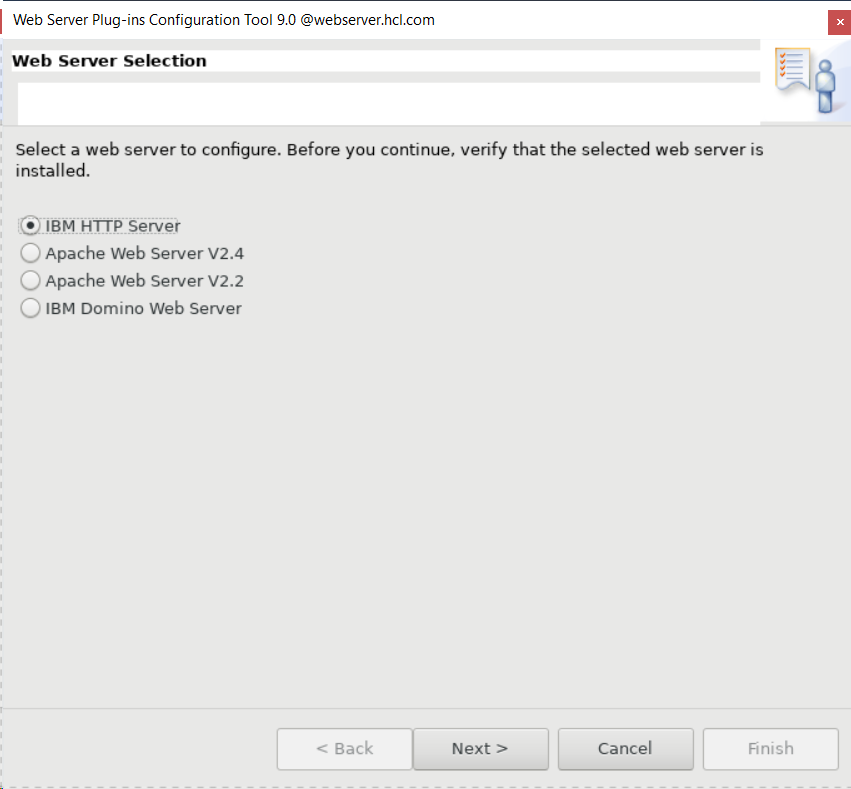 Web Server Plug-ins Configuration Tool 9.0 @webserver.hcl.com
Web Server Selection
Select a web server to configure. Before you continue, verify that the selected web server is
installed.
IBM HTTP Server
Apache Web Server V2.4
Apache Web Server V2.2
IBM Domino Web Server
< Back
Next >
Cancel
Finish